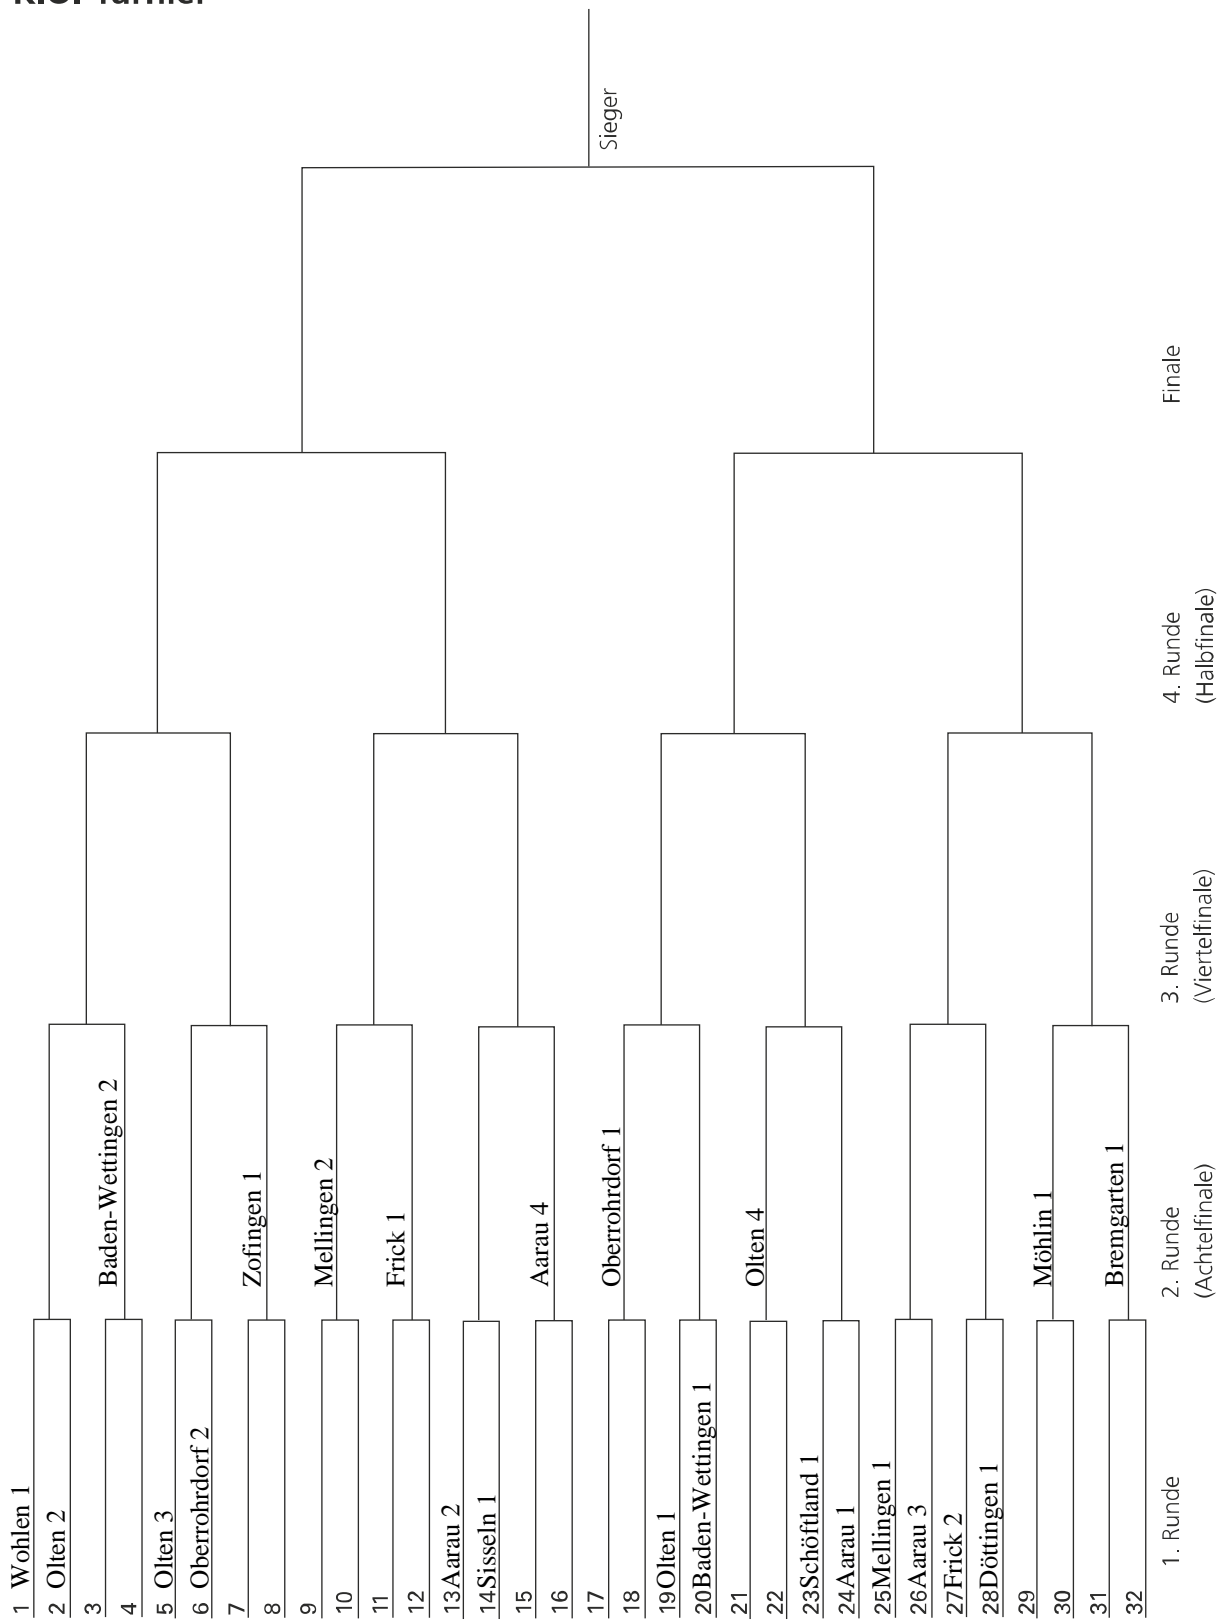 1 Wohlen 1
2 Olten 2
3
4
5 Olten 3
6 Oberrohrdorf 2
7
8
9
10
11
12
13 Aarau 2
14 Sisseln 1
15
16
17
18
19 Olten 1
20 Baden-Wettingen 1
21
22
23 Schöftland 1
24 Aarau 1
25 Mellingen 1
26 Aarau 3
27 Frick 2
28 Döttingen 1
29
30
31
32
1. Runde
Baden-Wettingen 2
Zofingen 1
Mellingen 2
Frick 1
Aarau 4
Oberrohrdorf 1
Olten 4
Möhlin 1
Bremgarten 1
2. Runde
(Achtelfinale)
3. Runde
(Viertelfinale)
4. Runde
(Halbfinale)
Finale
Sieger